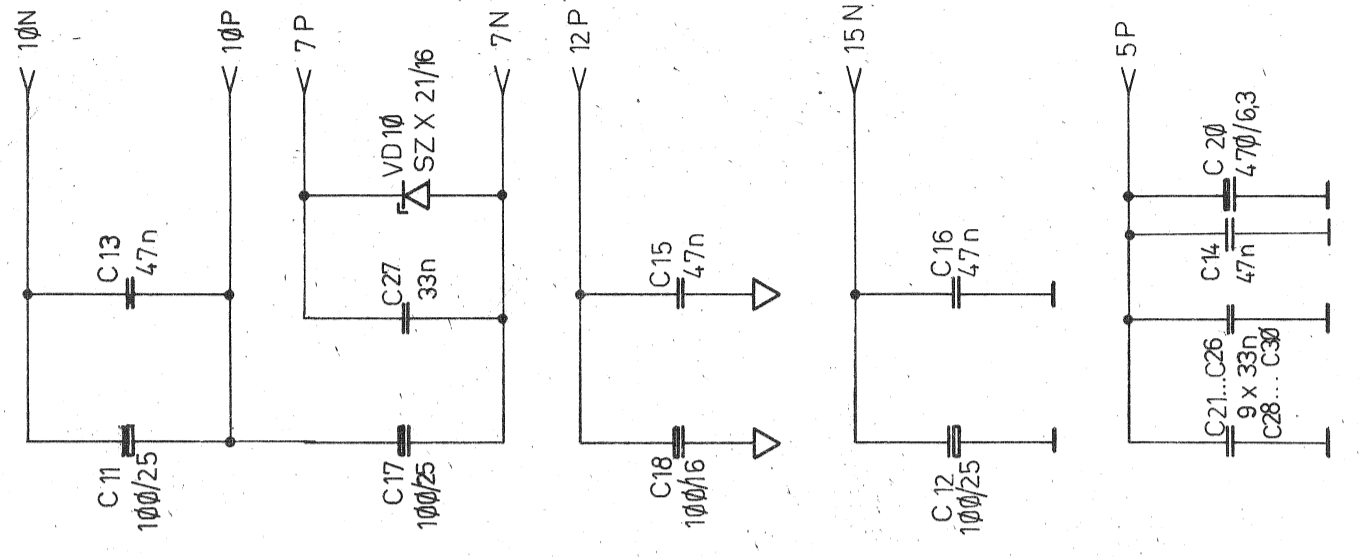 10N
10P
7P
7N
12P
15N
5P
VD10
SZ X 21/16
C 20
470/6,3
C13
47n
C27
33n
C15
47n
C16
47n
C14
47n
C11
100/25
C17
100/25
C18
100/16
C12
100/25
C21...C26
9 x 33n
C28... C30